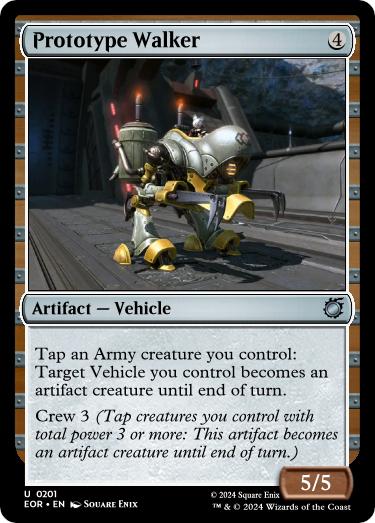 Prototype Walker 4
Artifact — Vehicle
Tap an Army creature you control:
Target Vehicle you control becomes an
artifact creature until end of turn.
Crew 3 (Tap creatures you control with
total power 3 or more: This artifact becomes
an artifact creature until end of turn.)
5/5
U 0201
EOR • EN SQUARE ENIX
© 2024 Square Enix
™ & © 2024 Wizards of the Coast